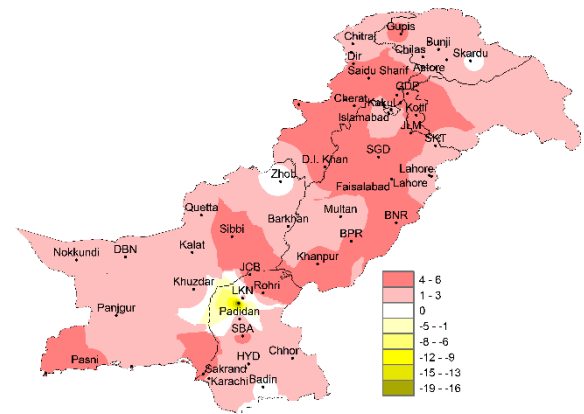 Gupis
Chitral
Bunji
Chilas
Skardu
Dir
Astore
Saidu Sharif
GDP
Cherat
Kakul
Kotli
Islamabad
JLM
SKT
SGD
D.I. Khan
Lahore
Zhob
Faisalabad
Lahore
Quetta
Multan
Barkhan
BNR
Sibbi
BPR
Nokkundi
DBN
Kalat
Khanpur
JCB
Khuzdar
LKN
Rohri
Panjgur
Padidan
SBA
Pasni
HYD
Chhor
Sakrand
Karachi
Badin
4 - 6
1 - 3
0
-5 - -1
-8 - -6
-12 - -9
-15 - -13
-19 - -16